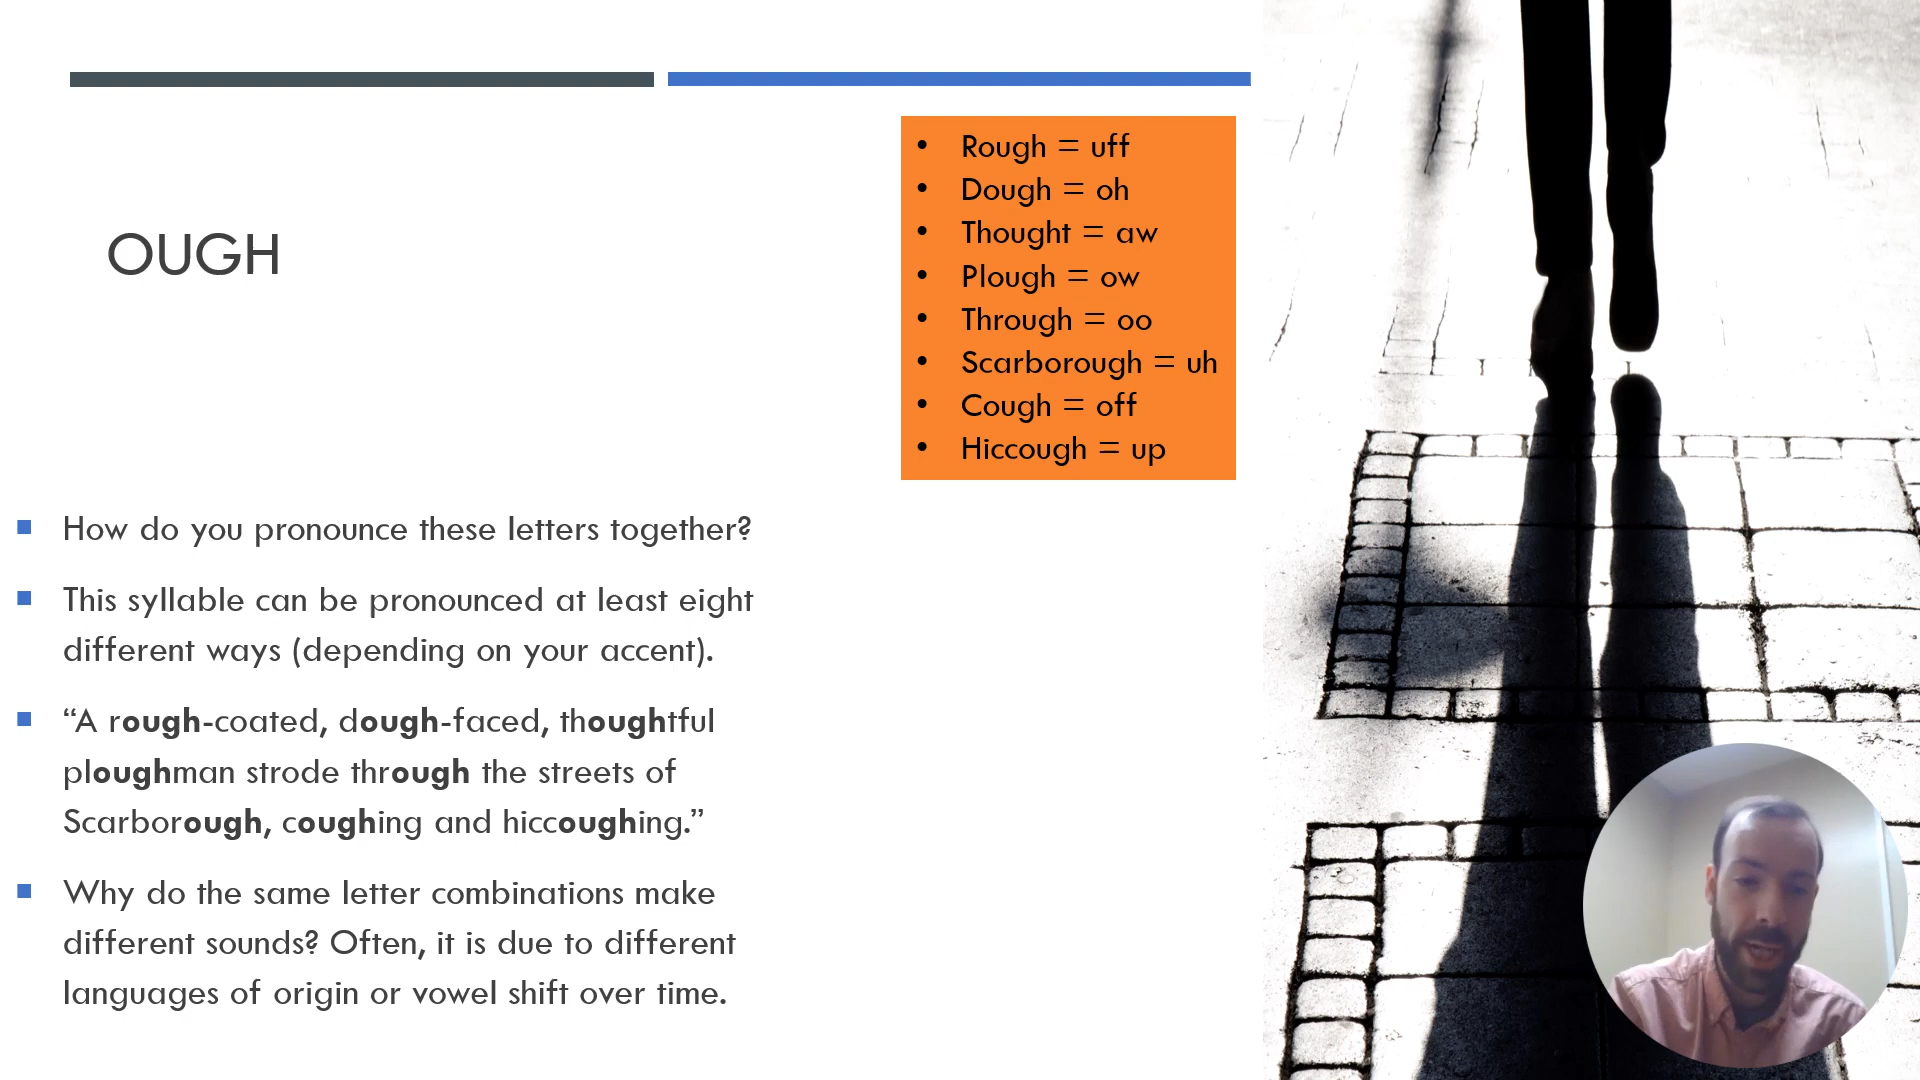 OUGH
• Rough = uff
• Dough = oh
• Thought = aw
• Plough = ow
• Through = oo
• Scarborough = uh
• Cough = off
• Hiccough = up
How do you pronounce these letters together?
This syllable can be pronounced at least eight
different ways (depending on your accent).
“A rough-coated, dough-faced, thoughtful
ploughman strode through the streets of
Scarborough, coughing and hiccoughing.”
Why do the same letter combinations make
different sounds? Often, it is due to different
languages of origin or vowel shift over time.